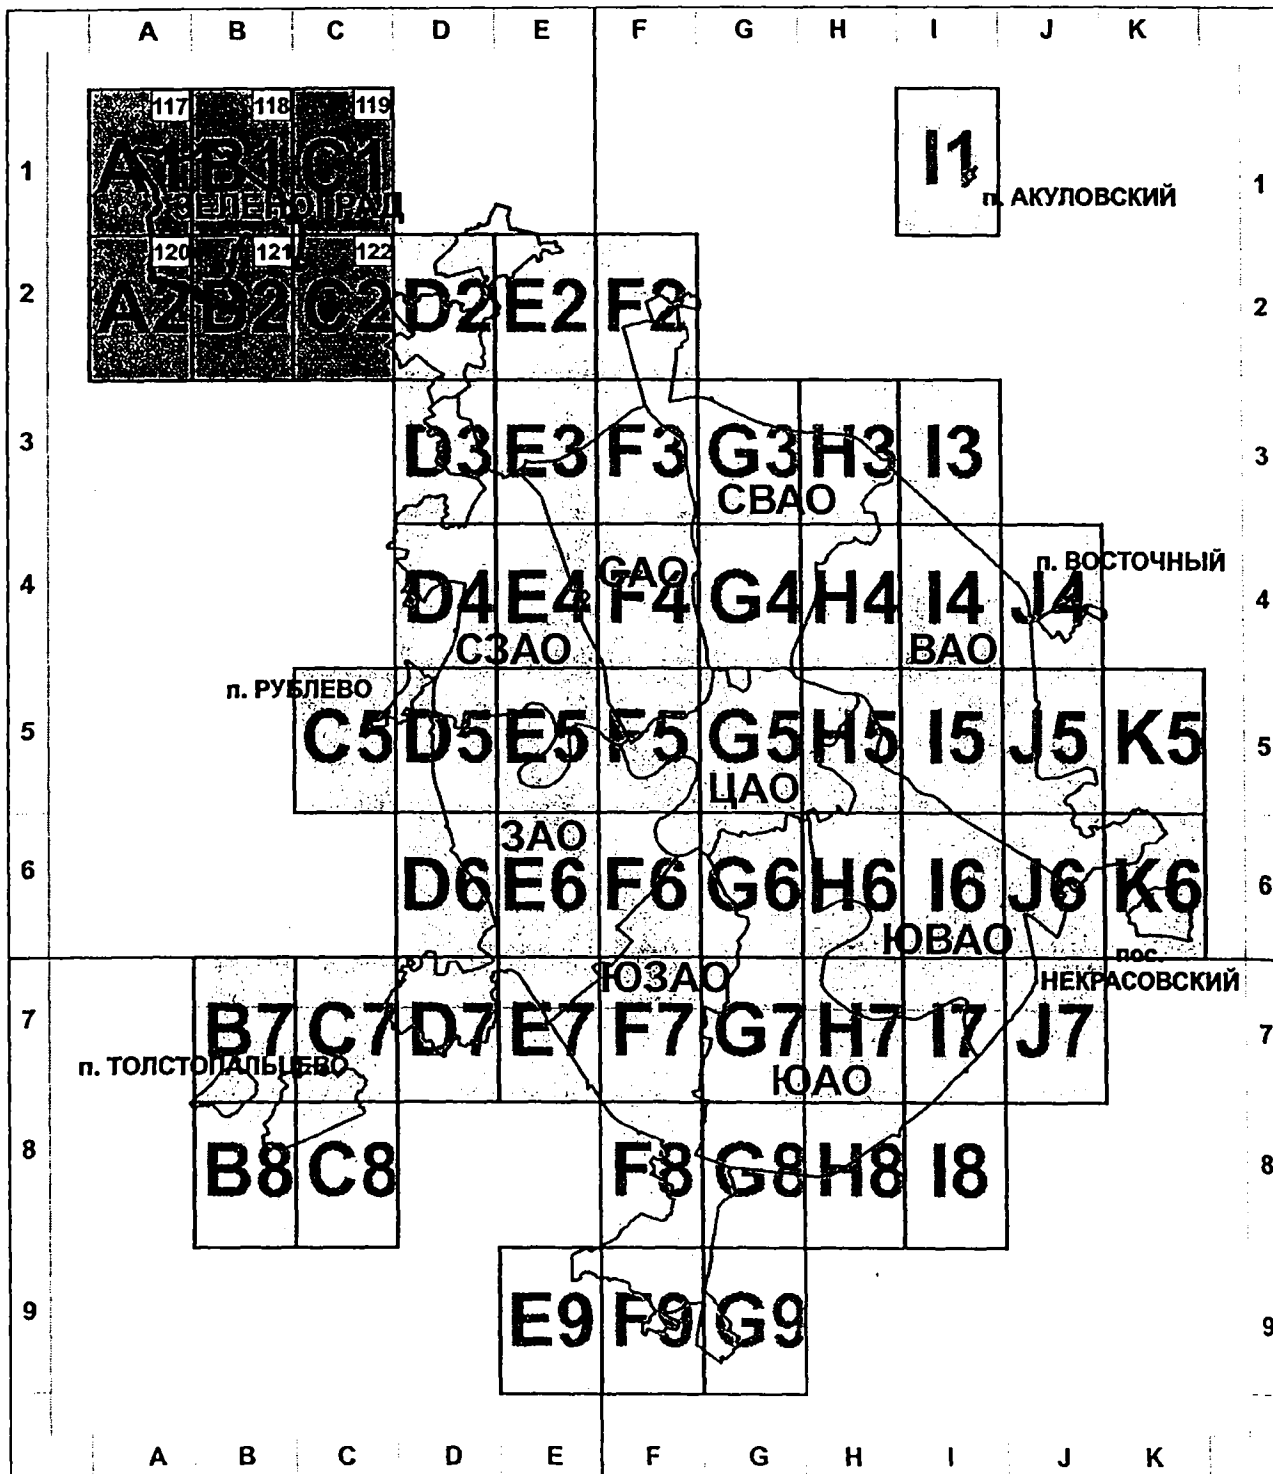 A B C D E F G H I J K
117 118 119
1 A1 B1 C1 I1 1
ЗЕЛЕНОГРАД п. АКУЛОВСКИЙ
120 121 122
2 A2 B2 C2 D2 E2 F2 2
3 D3 E3 F3 G3 H3 I3 3
СВАО
САО п. ВОСТОЧНЫЙ
4 D4 E4 F4 G4 H4 I4 J4 4
СЗАО ВАО
п. РУБЛЕВО
5 C5 D5 E5 F5 G5 H5 I5 J5 K5 5
ЦАО
ЗАО
6 D6 E6 F6 G6 H6 I6 J6 K6 6
ЮВАО
пос.
ЮЗАО НЕКРАСОВСКИЙ
7 B7 C7 D7 E7 F7 G7 H7 I7 J7 7
п. ТОЛСТОПАЛЬЦЕВО ЮАО
8 B8 C8 F8 G8 H8 I8 8
9 E9 F9 G9 9
A B C D E F G H I J K